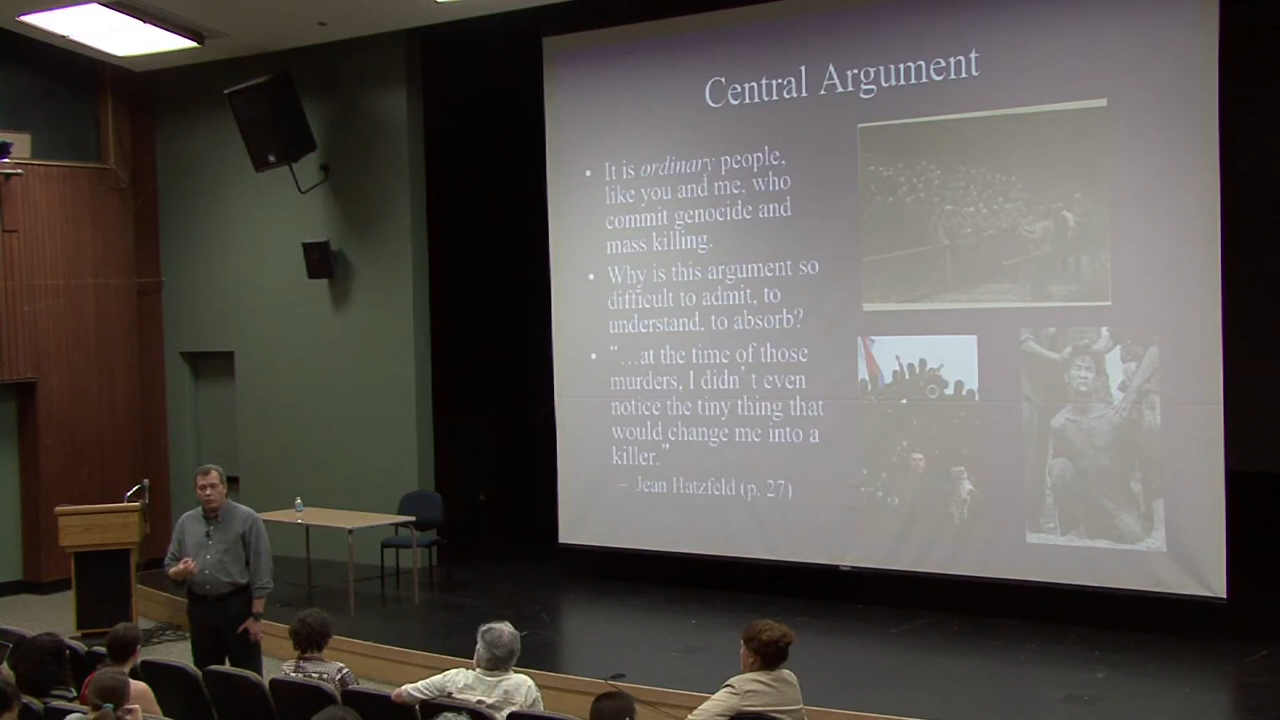 Central Argument
• It is ordinary people,
like you and me, who
commit genocide and
mass killing.
• Why is this argument so
difficult to admit, to
understand, to absorb?
• “…at the time of those
murders, I didn’t even
notice the tiny thing that
would change me into a
killer.”
– Jean Hatzfeld (p. 27)